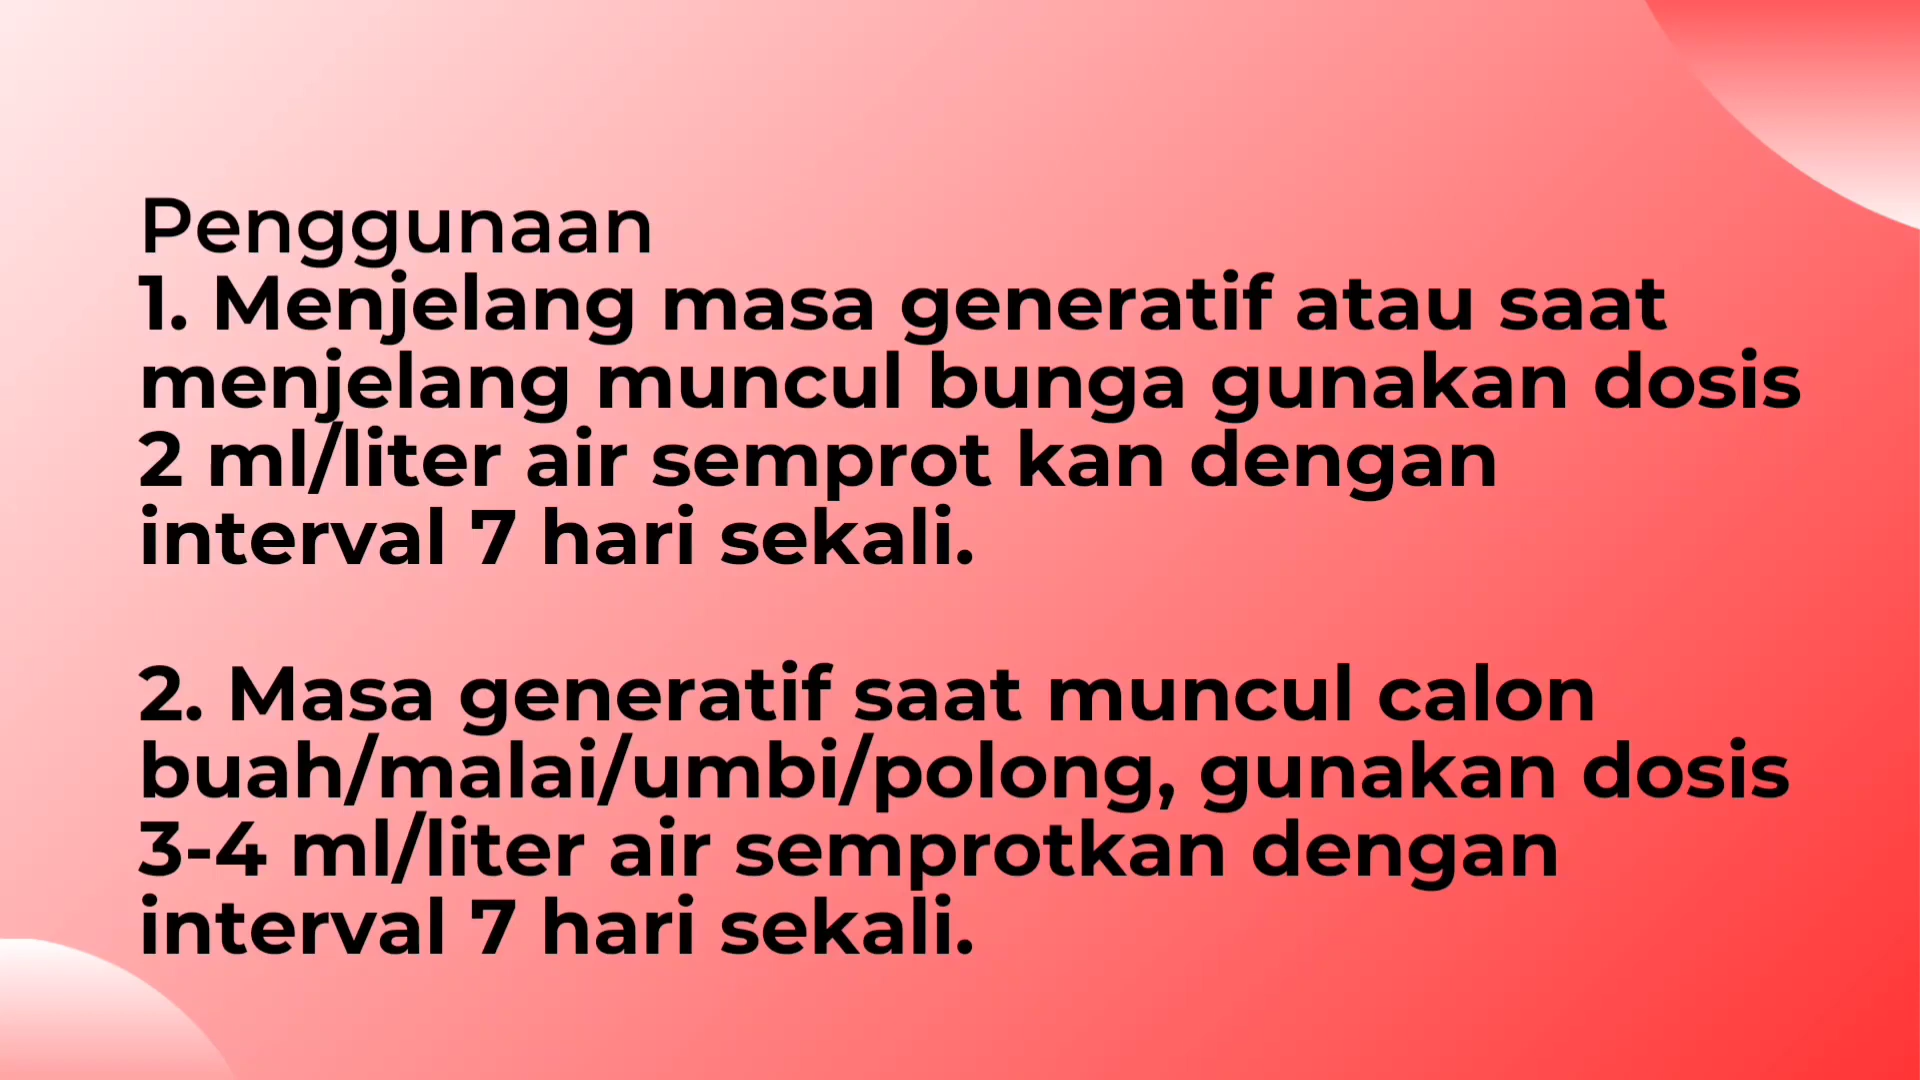 Penggunaan
1. Menjelang masa generatif atau saat
menjelang muncul bunga gunakan dosis
2 ml/liter air semprot kan dengan
interval 7 hari sekali.
2. Masa generatif saat muncul calon
buah/malai/umbi/polong, gunakan dosis
3-4 ml/liter air semprotkan dengan
interval 7 hari sekali.